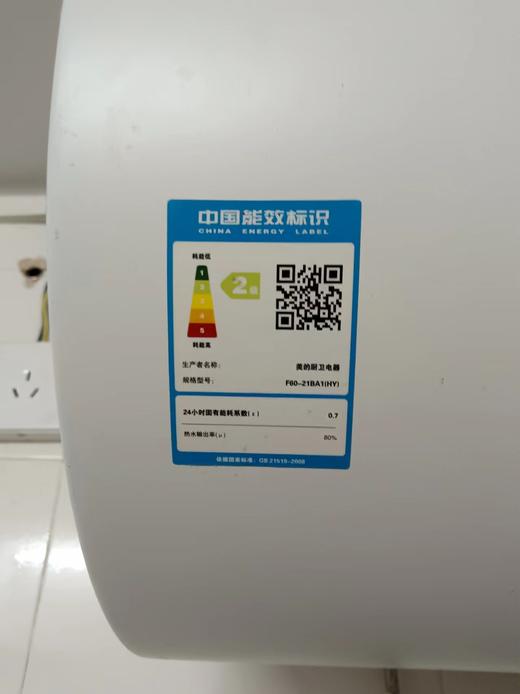 中国能效标识
CHINA ENERGY LABEL
耗能低
1
2
3
4
5
2级
耗能高
生产者名称： 美的厨卫电器
规格型号： F60-21BA1(HY)
24小时固有能耗系数(ε) 0.7
热水输出率(μ) 80%
依据国家标准：GB 21519-2008